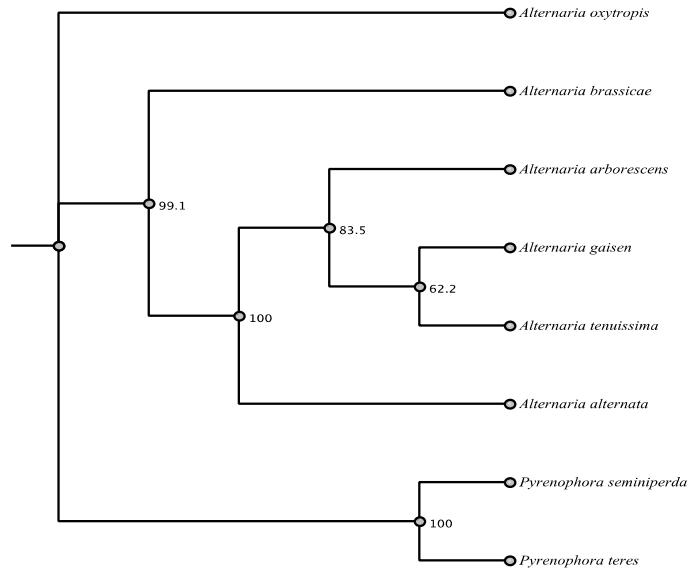 Alternaria oxytropis
Alternaria brassicae
Alternaria arborescens
99.1
83.5
Alternaria gaisen
62.2
100
Alternaria tenuissima
Alternaria alternata
Pyrenophora seminiperda
100
Pyrenophora teres